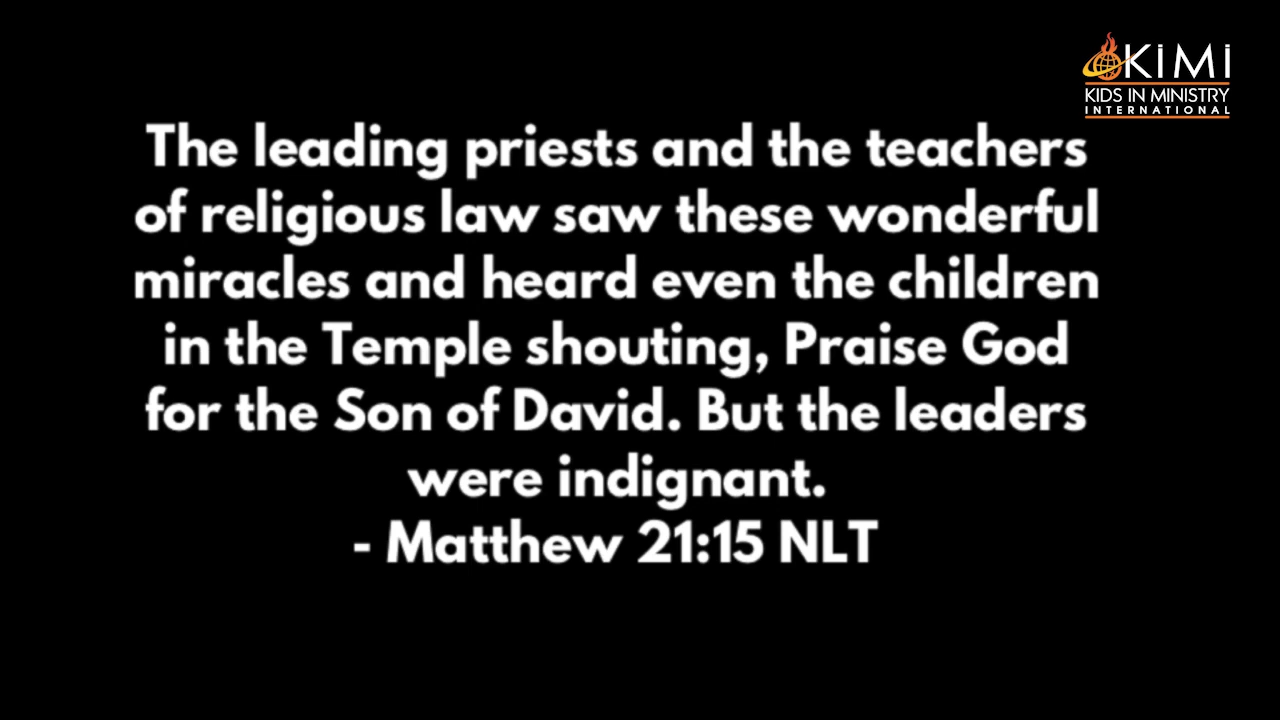 KiMi
KIDS IN MINISTRY
INTERNATIONAL
The leading priests and the teachers
of religious law saw these wonderful
miracles and heard even the children
in the Temple shouting, Praise God
for the Son of David. But the leaders
were indignant.
- Matthew 21:15 NLT